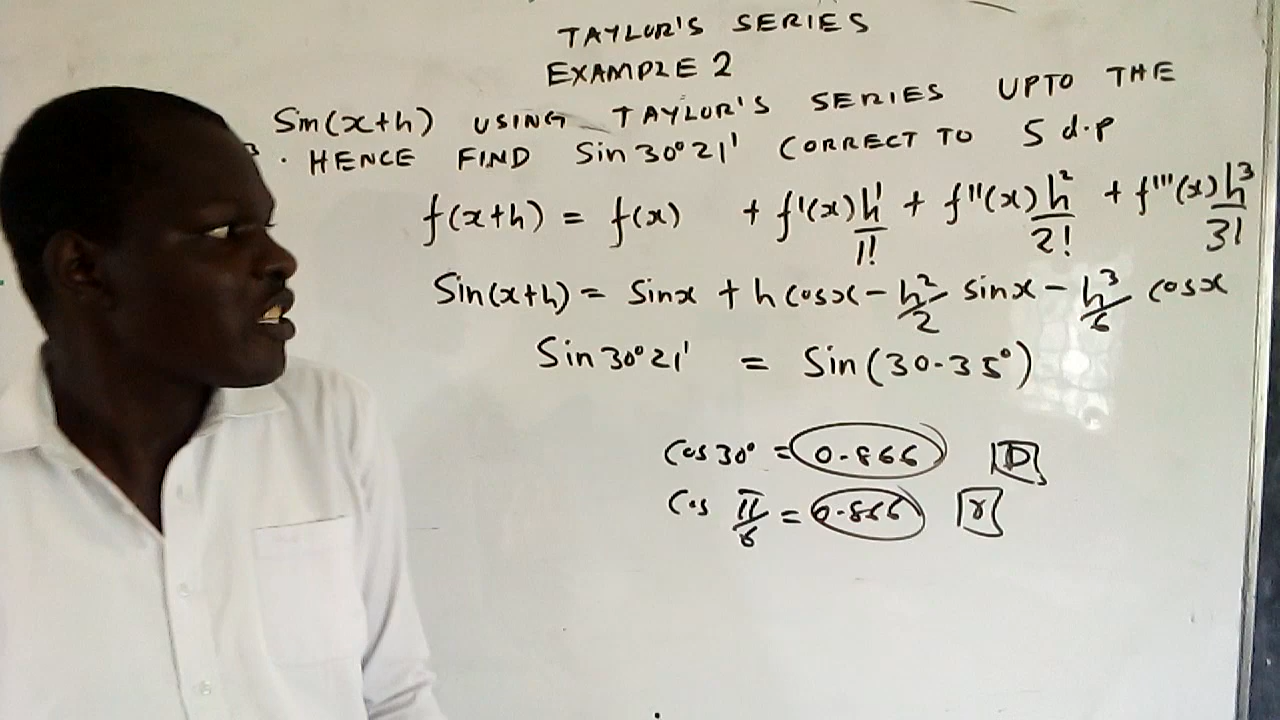 TAYLOR'S SERIES
EXAMPLE 2
Sin(x+h) USING TAYLOR'S SERIES UPTO THE
3. HENCE FIND Sin 30°21' CORRECT TO 5 d.p
f(x+h) = f(x) + f'(x)h¹/1! + f''(x)h²/2! + f'''(x)h³/3!
Sin(x+h) = Sinx + h Cosx - h²/2 sinx - h³/6 cosx
Sin 30°21' = Sin(30.35°)
Cos 30° = 0.866 D
Cos π/6 = 0.866 r